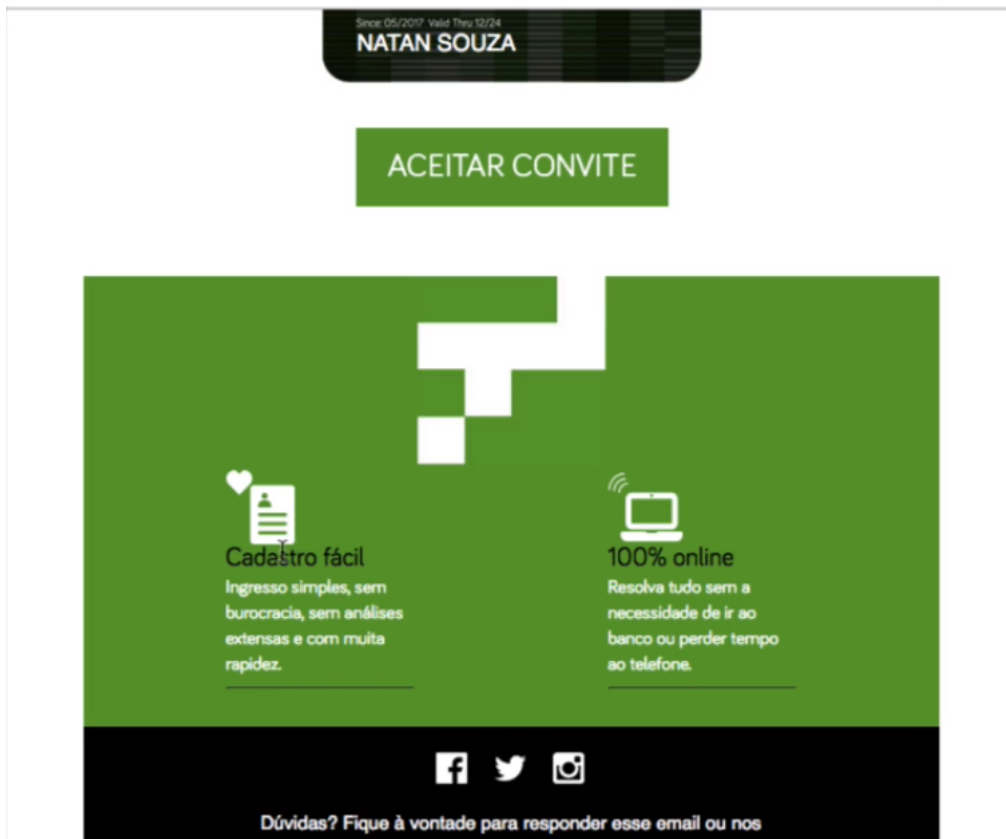 Since: 05/2017 Valid Thru 12/24
NATAN SOUZA
ACEITAR CONVITE
Cadastro fácil
Ingresso simples, sem
burocracia, sem análises
extensas e com muita
rapidez.
100% online
Resolva tudo sem a
necessidade de ir ao
banco ou perder tempo
ao telefone.
Dúvidas? Fique à vontade para responder esse email ou nos